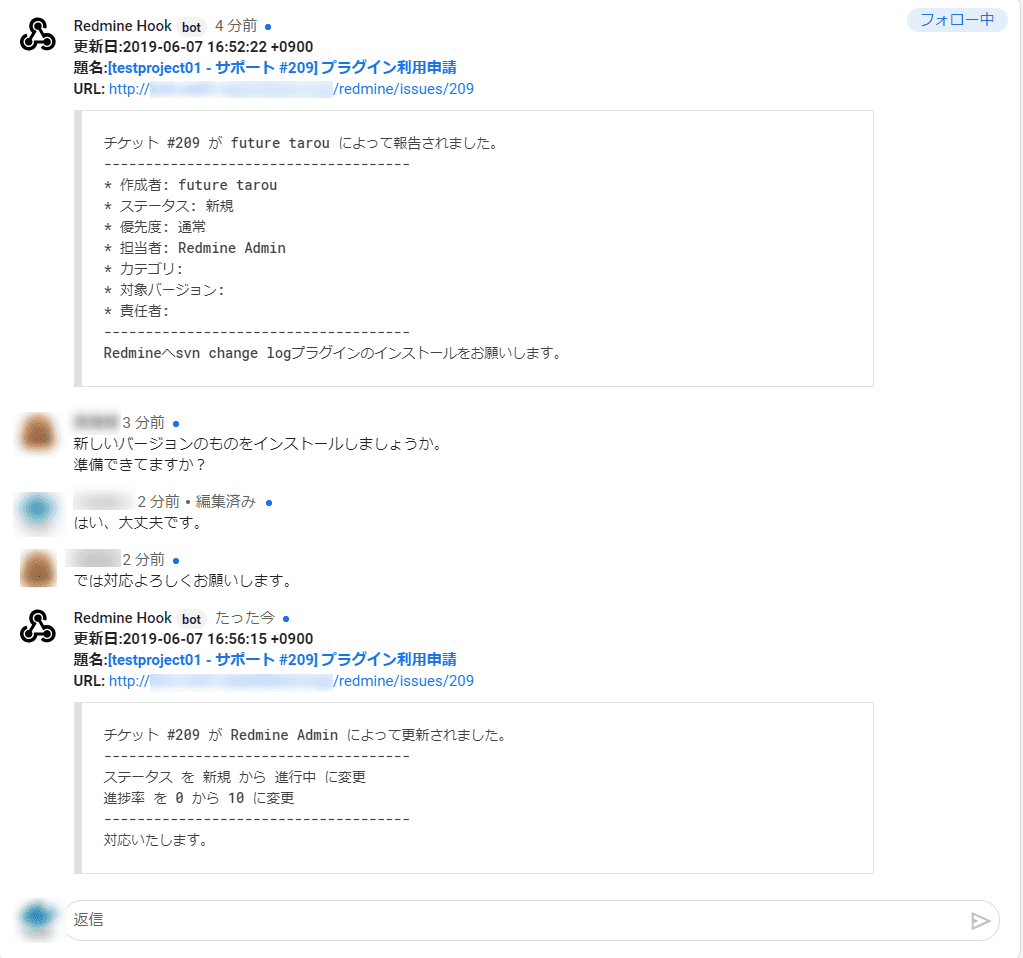 Redmine Hook bot 4 分前
フォロー中
更新日:2019-06-07 16:52:22 +0900
題名:[testproject01 - サポート #209] プラグイン利用申請
URL: http:// /redmine/issues/209
チケット #209 が future tarou によって報告されました。
-------------------------------------
* 作成者: future tarou
* ステータス: 新規
* 優先度: 通常
* 担当者: Redmine Admin
* カテゴリ:
* 対象バージョン:
* 責任者:
-------------------------------------
Redmineへsvn change logプラグインのインストールをお願いします。
3 分前
新しいバージョンのものをインストールしましょうか。
準備できてますか？
2 分前 • 編集済み
はい、大丈夫です。
2 分前
では対応よろしくお願いします。
Redmine Hook bot たった今
更新日:2019-06-07 16:56:15 +0900
題名:[testproject01 - サポート #209] プラグイン利用申請
URL: http:// /redmine/issues/209
チケット #209 が Redmine Admin によって更新されました。
-------------------------------------
ステータス を 新規 から 進行中 に変更
進捗率 を 0 から 10 に変更
-------------------------------------
対応いたします。
返信